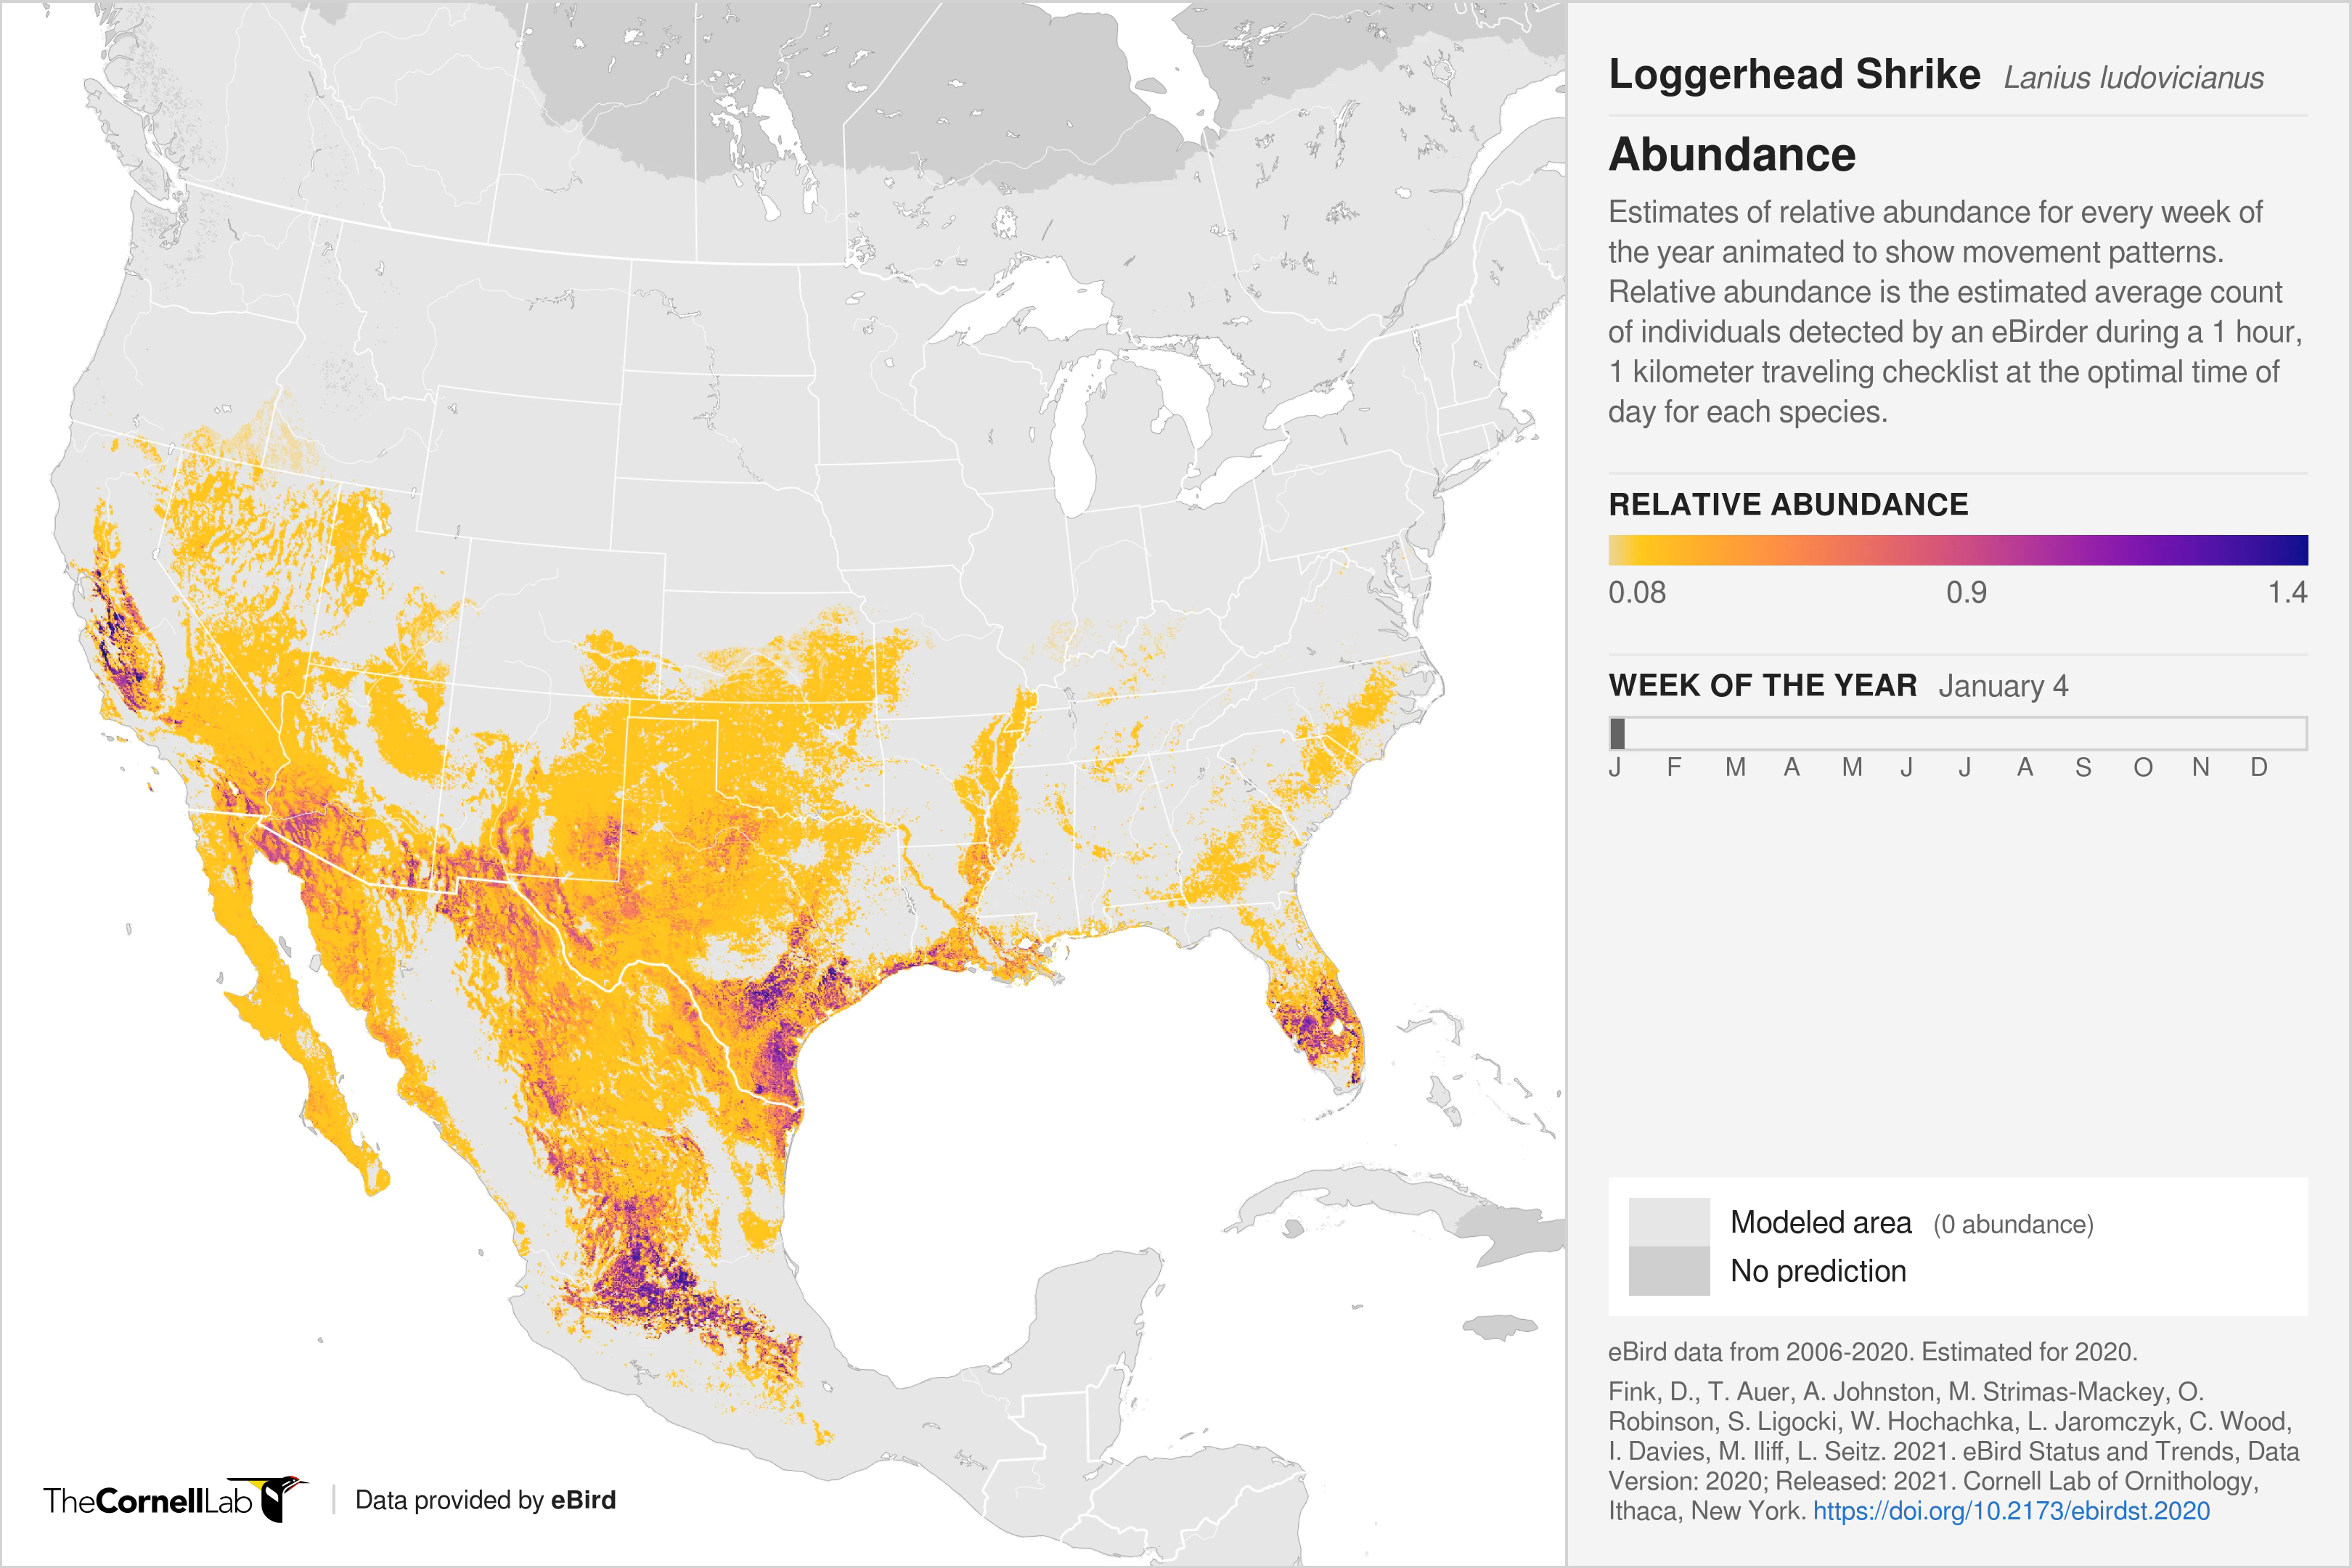 Loggerhead Shrike Lanius ludovicianus
Abundance
Estimates of relative abundance for every week of
the year animated to show movement patterns.
Relative abundance is the estimated average count
of individuals detected by an eBirder during a 1 hour,
1 kilometer traveling checklist at the optimal time of
day for each species.
RELATIVE ABUNDANCE
0.08 0.9 1.4
WEEK OF THE YEAR January 4
J F M A M J J A S O N D
Modeled area (0 abundance)
No prediction
eBird data from 2006-2020. Estimated for 2020.
Fink, D., T. Auer, A. Johnston, M. Strimas-Mackey, O.
Robinson, S. Ligocki, W. Hochachka, L. Jaromczyk, C. Wood,
I. Davies, M. Iliff, L. Seitz. 2021. eBird Status and Trends, Data
Version: 2020; Released: 2021. Cornell Lab of Ornithology,
Ithaca, New York. https://doi.org/10.2173/ebirdst.2020
TheCornellLab Data provided by eBird